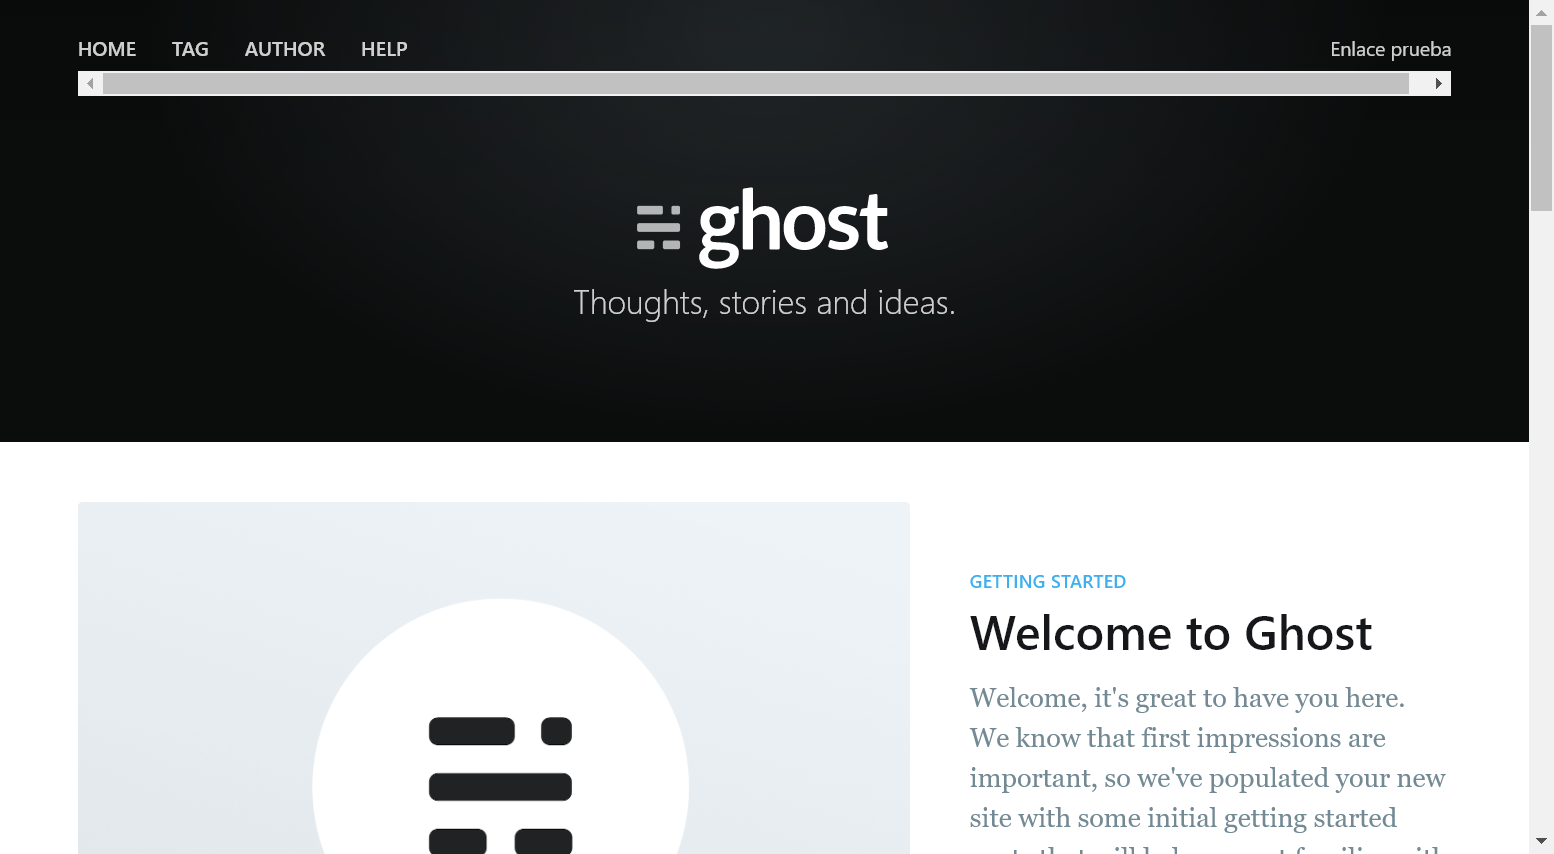 HOME TAG AUTHOR HELP Enlace prueba
ghost
Thoughts, stories and ideas.
GETTING STARTED
Welcome to Ghost
Welcome, it's great to have you here.
We know that first impressions are
important, so we've populated your new
site with some initial getting started